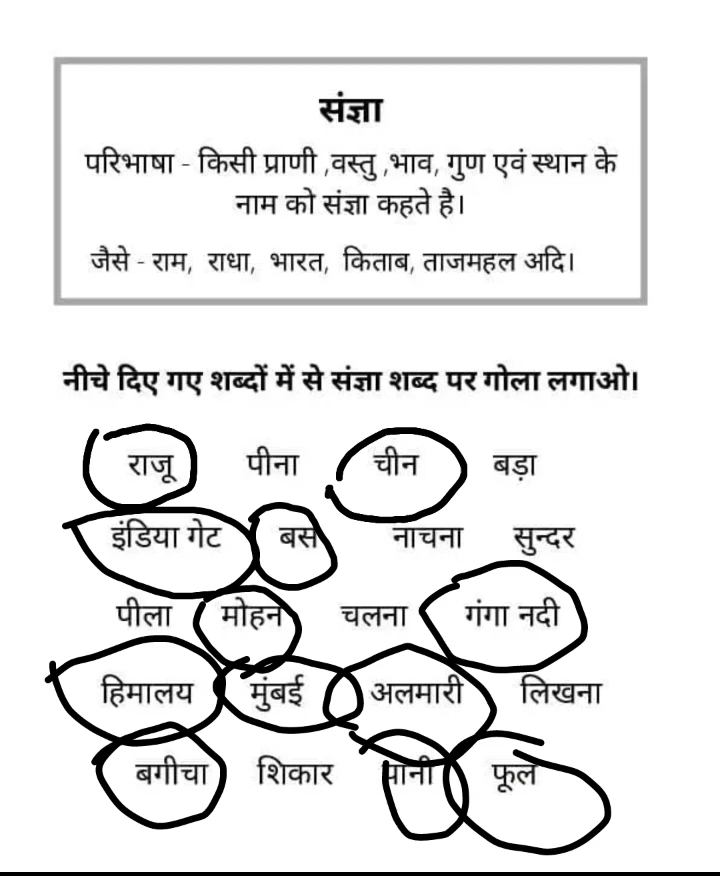 संज्ञा
परिभाषा - किसी प्राणी ,वस्तु ,भाव, गुण एवं स्थान के
नाम को संज्ञा कहते है।
जैसे - राम, राधा, भारत, किताब, ताजमहल अदि।
नीचे दिए गए शब्दों में से संज्ञा शब्द पर गोला लगाओ।
राजू पीना चीन बड़ा
इंडिया गेट बस नाचना सुन्दर
पीला मोहन चलना गंगा नदी
हिमालय मुंबई अलमारी लिखना
बगीचा शिकार पानी फूल